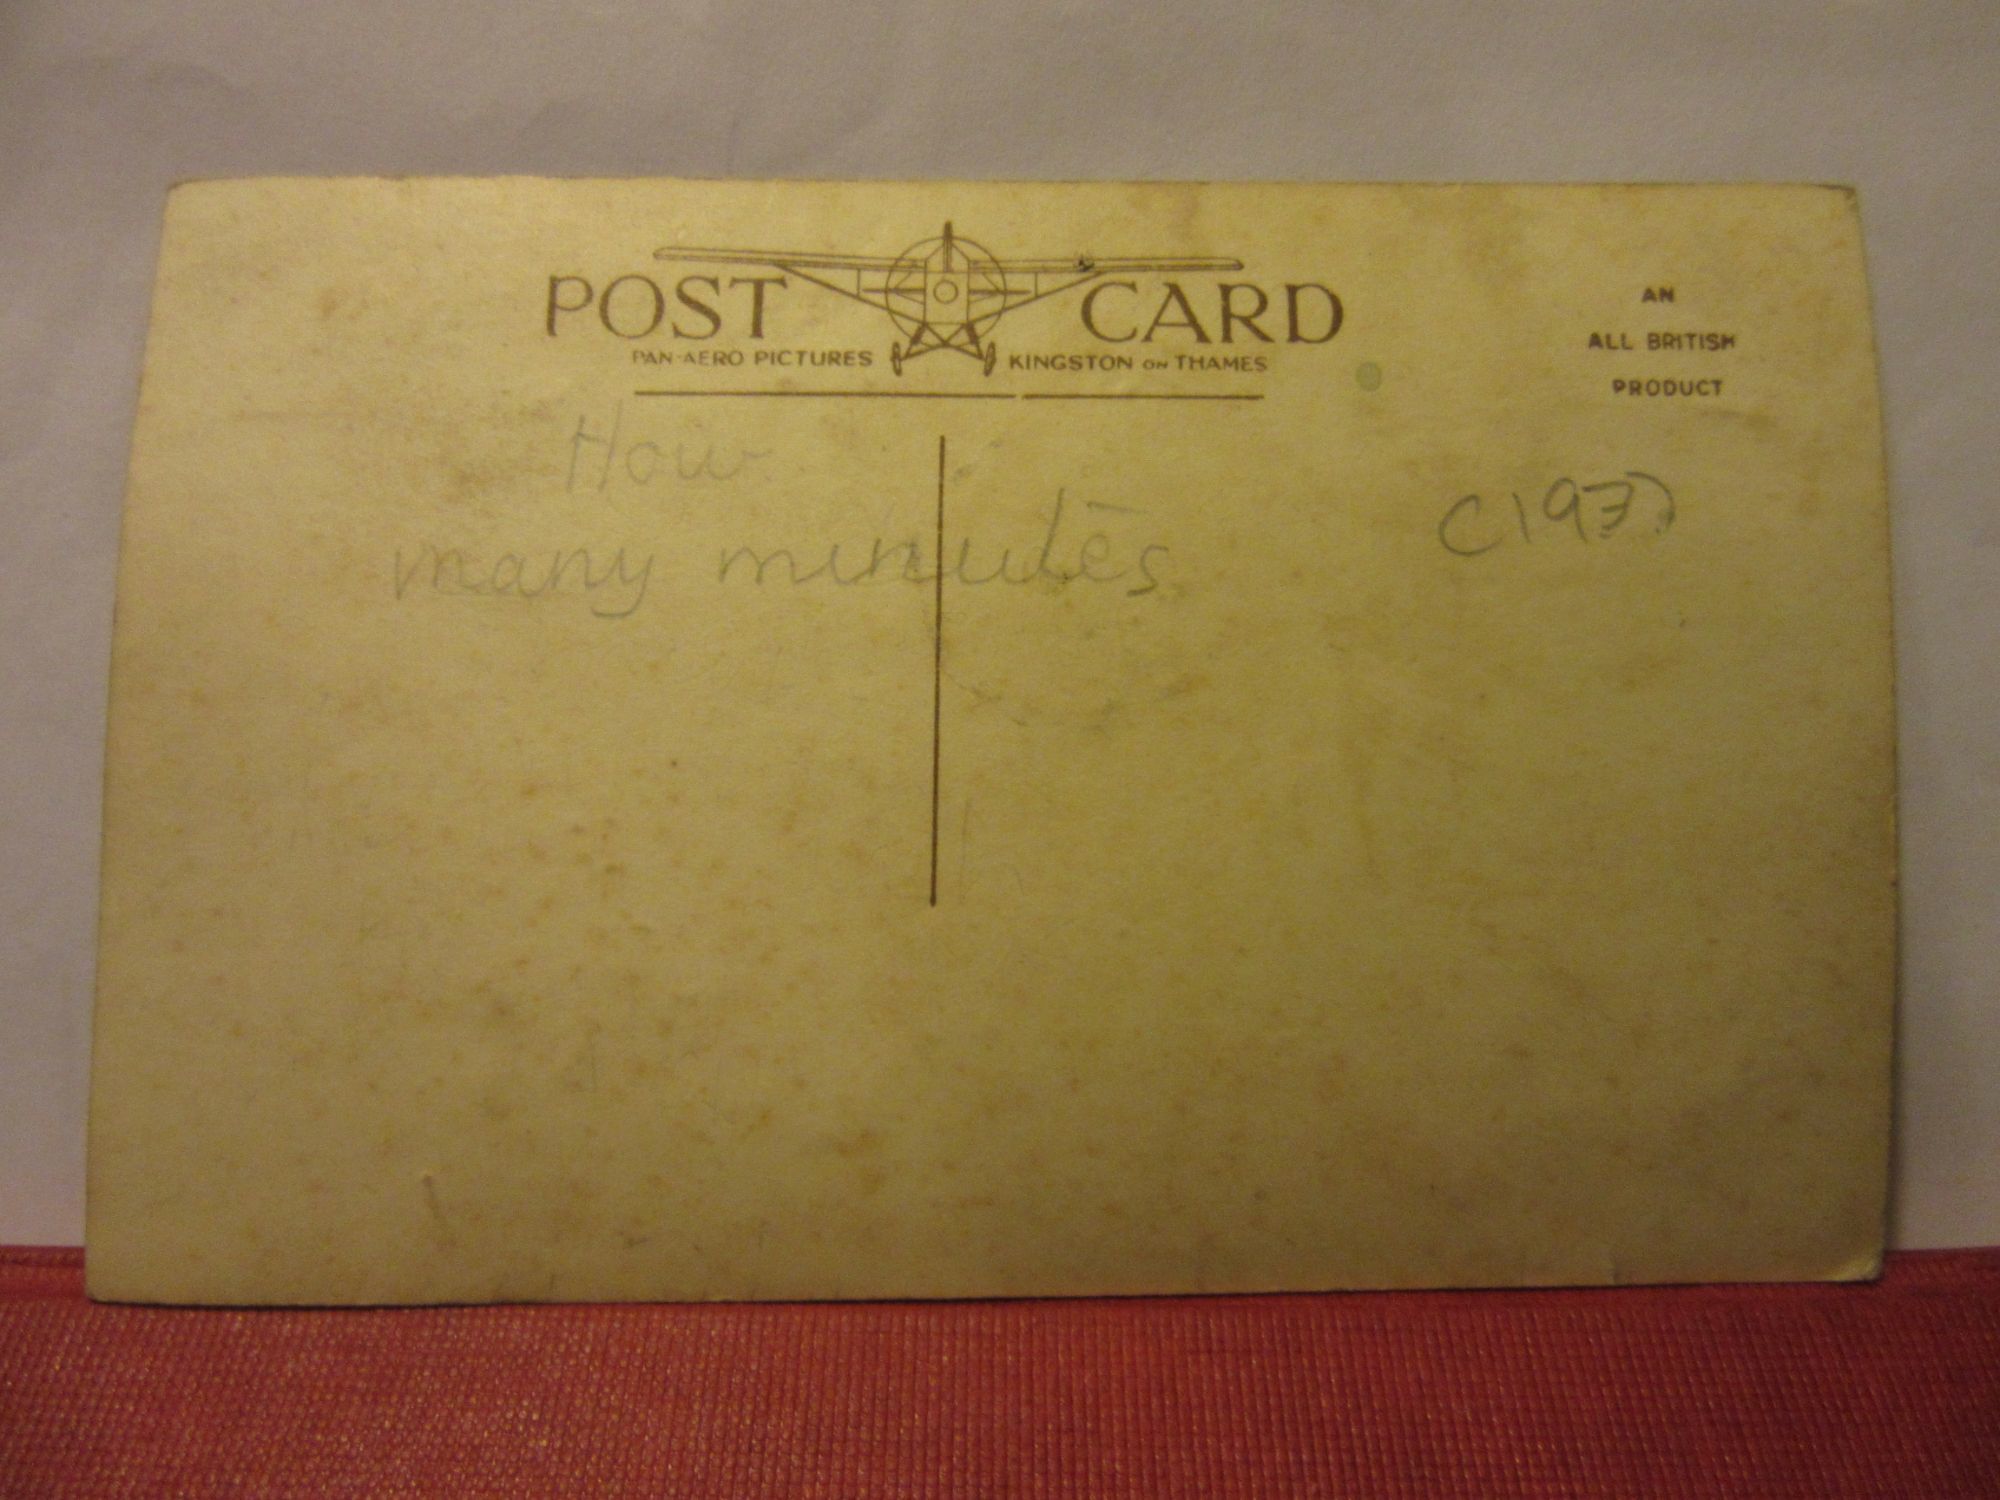 POST CARD
PAN-AERO PICTURES KINGSTON ON THAMES
AN
ALL BRITISH
PRODUCT
How
many minutes